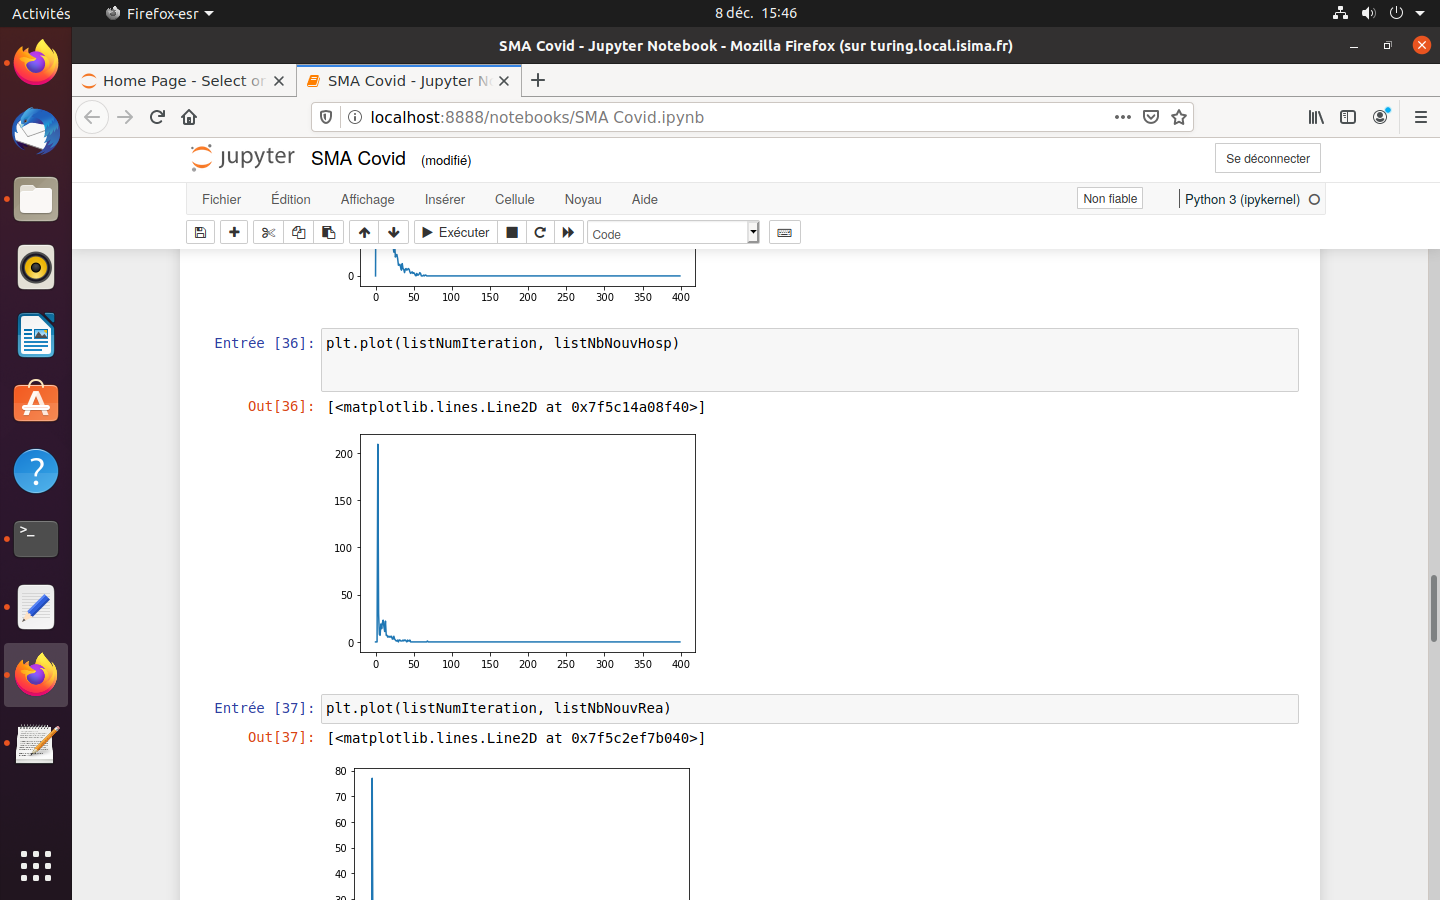 Activités Firefox-esr 8 déc. 15:46
SMA Covid - Jupyter Notebook - Mozilla Firefox (sur turing.local.isima.fr)
Home Page - Select or SMA Covid - Jupyter No
localhost:8888/notebooks/SMA Covid.ipynb
jupyter SMA Covid (modifié) Se déconnecter
Fichier Édition Affichage Insérer Cellule Noyau Aide Non fiable Python 3 (ipykernel)
Exécuter Code
0
0 50 100 150 200 250 300 350 400
Entrée [36]: plt.plot(listNumIteration, listNbNouvHosp)
Out[36]: [<matplotlib.lines.Line2D at 0x7f5c14a08f40>]
200
150
100
50
0
0 50 100 150 200 250 300 350 400
Entrée [37]: plt.plot(listNumIteration, listNbNouvRea)
Out[37]: [<matplotlib.lines.Line2D at 0x7f5c2ef7b040>]
80
70
60
50
40
30